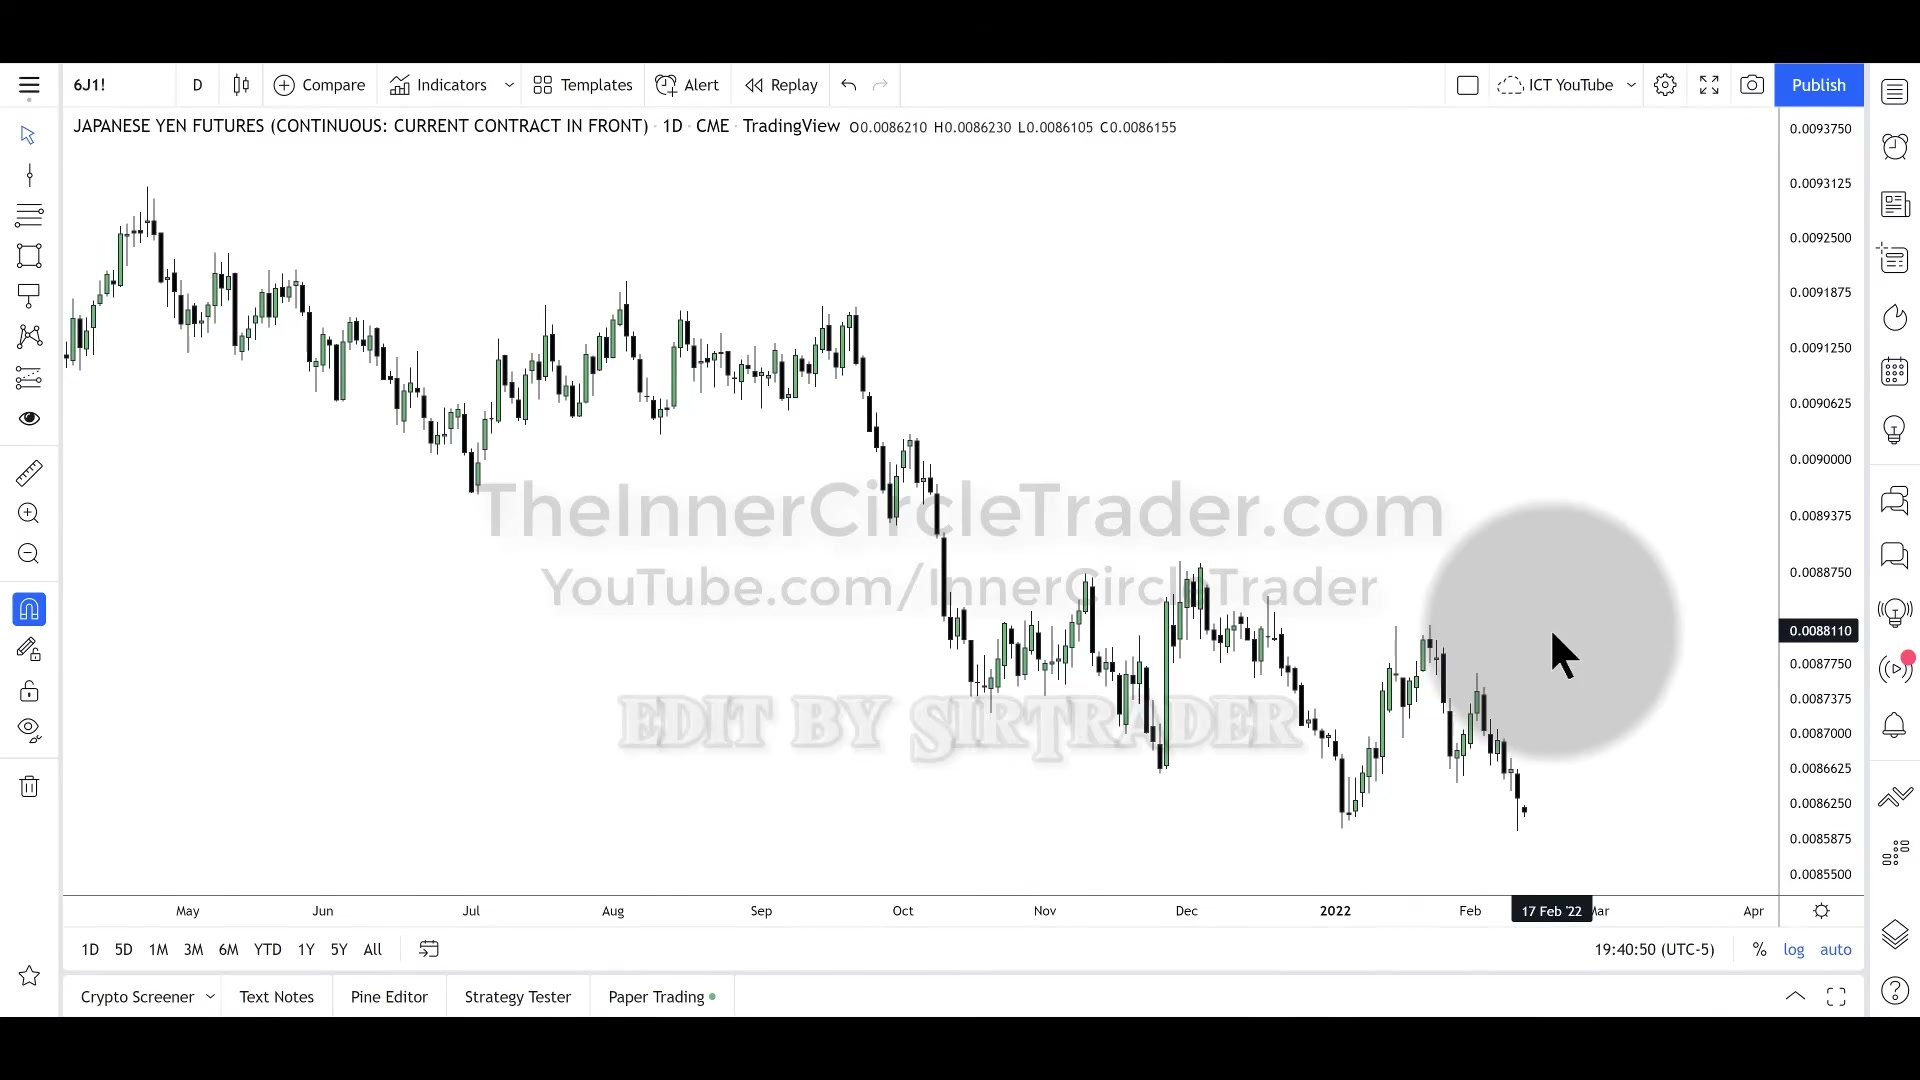 6J1!
D
Compare
Indicators
Templates
Alert
Replay
ICT YouTube
Publish
JAPANESE YEN FUTURES (CONTINUOUS: CURRENT CONTRACT IN FRONT) · 1D · CME · TradingView O0.0086210 H0.0086230 L0.0086105 C0.0086155
0.0093750
0.0093125
0.0092500
0.0091875
0.0091250
0.0090625
0.0090000
0.0089375
0.0088750
0.0088110
0.0087750
0.0087375
0.0087000
0.0086625
0.0086250
0.0085875
0.0085500
TheInnerCircleTrader.com
YouTube.com/InnerCircleTrader
EDIT BY SIRTRADER
May Jun Jul Aug Sep Oct Nov Dec 2022 Feb 17 Feb '22 Mar Apr
1D 5D 1M 3M 6M YTD 1Y 5Y All
19:40:50 (UTC-5) % log auto
Crypto Screener Text Notes Pine Editor Strategy Tester Paper Trading